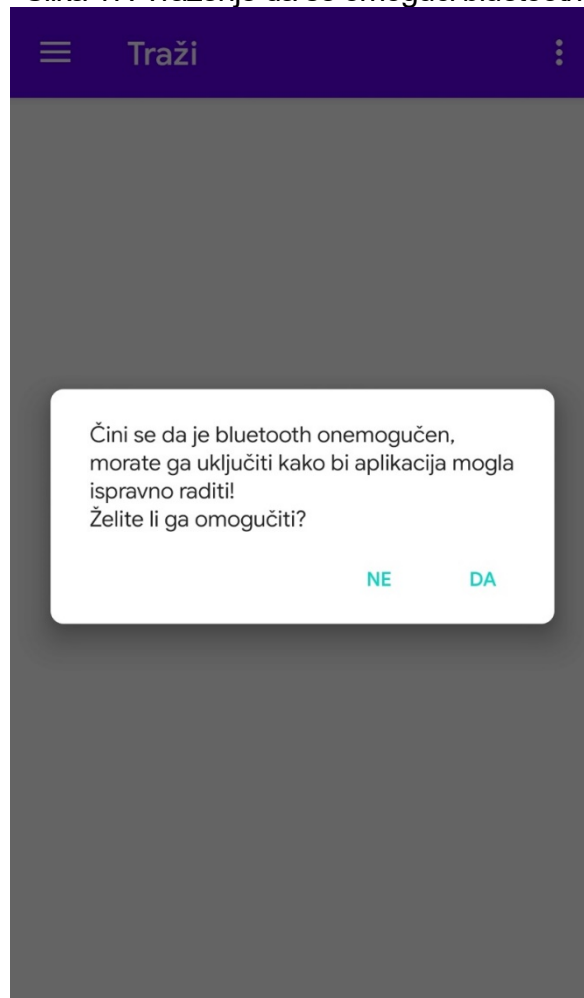 Traži
Čini se da je bluetooth onemogučen,
morate ga uključiti kako bi aplikacija mogla
ispravno raditi!
Želite li ga omogučiti?
NE DA